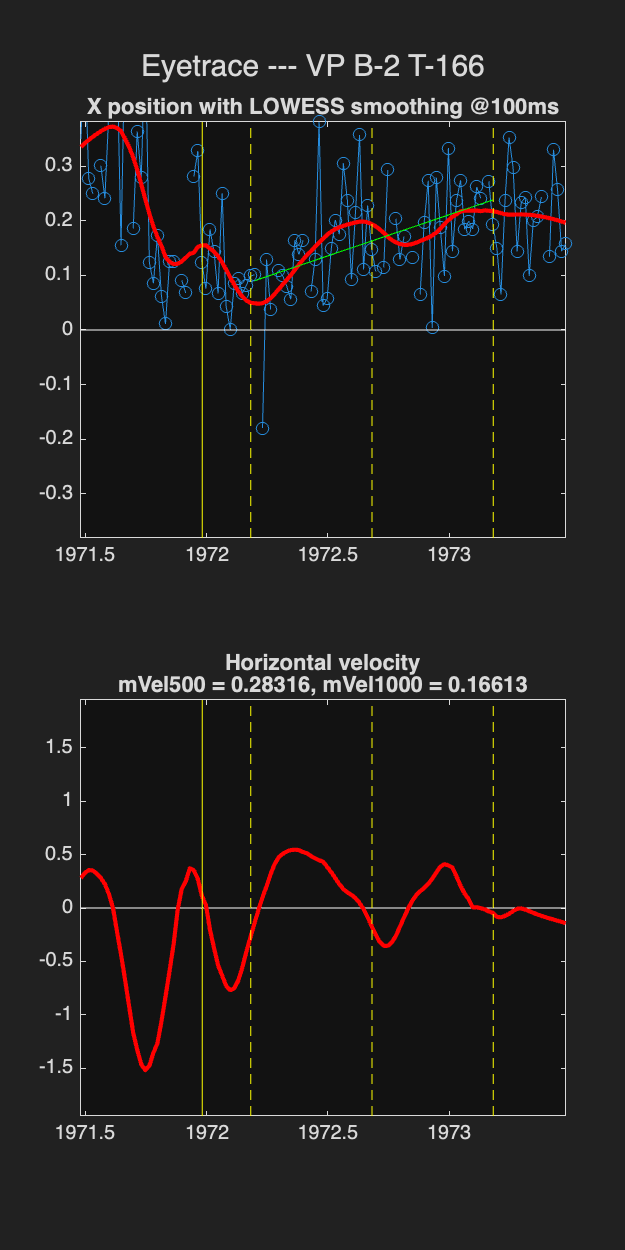 Eyetrace --- VP B-2 T-166
X position with LOWESS smoothing @100ms
0.3
0.2
0.1
0
-0.1
-0.2
-0.3
1971.5 1972 1972.5 1973
Horizontal velocity
mVel500 = 0.28316, mVel1000 = 0.16613
1.5
1
0.5
0
-0.5
-1
-1.5
1971.5 1972 1972.5 1973